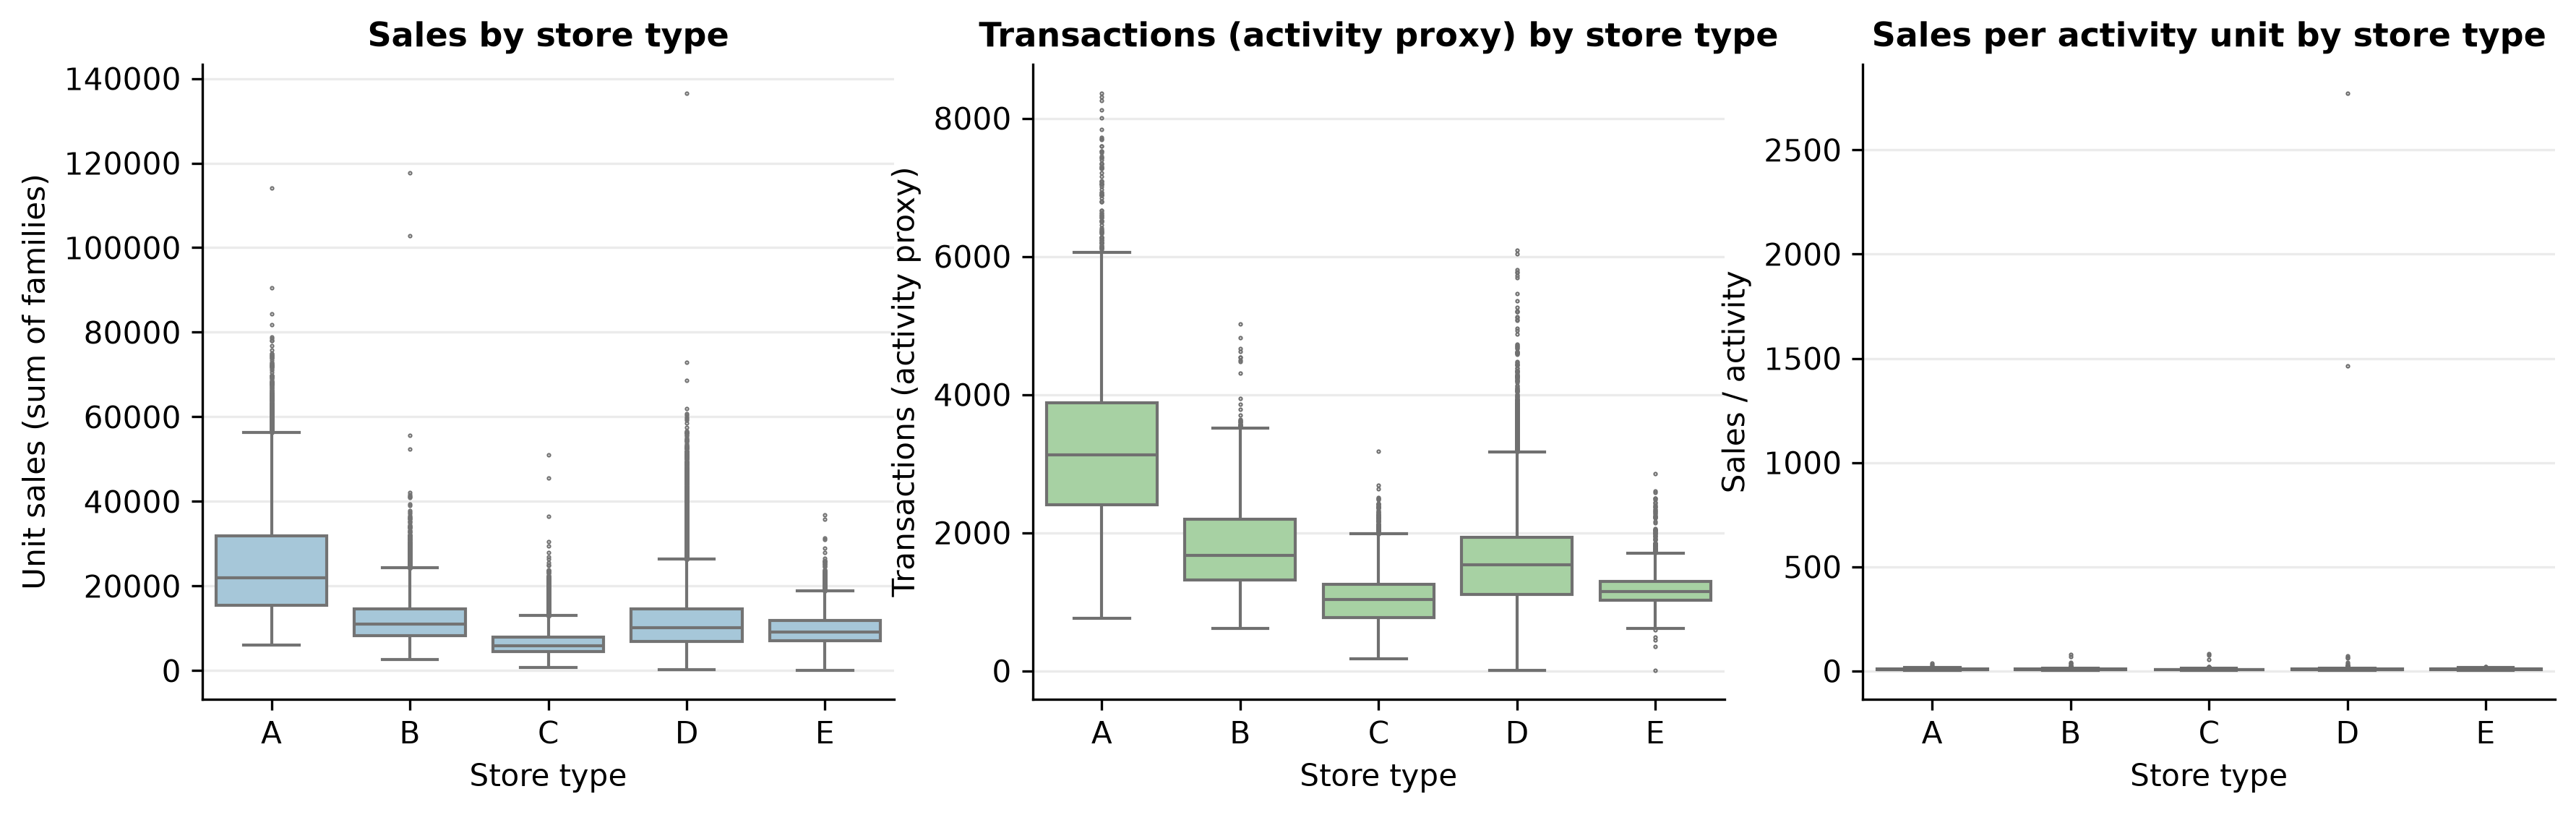 Sales by store type
Unit sales (sum of families)
140000
120000
100000
80000
60000
40000
20000
0
A B C D E
Store type
Transactions (activity proxy) by store type
Transactions (activity proxy)
8000
6000
4000
2000
0
A B C D E
Store type
Sales per activity unit by store type
Sales / activity
2500
2000
1500
1000
500
0
A B C D E
Store type